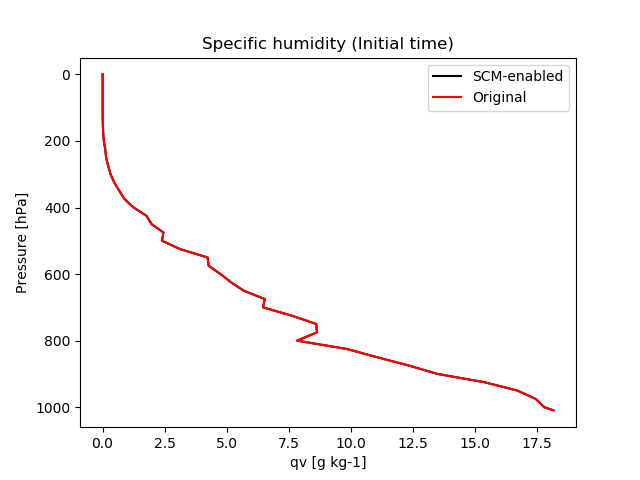 Specific humidity (Initial time)
SCM-enabled
Original
Pressure [hPa]
0
200
400
600
800
1000
0.0 2.5 5.0 7.5 10.0 12.5 15.0 17.5
qv [g kg-1]